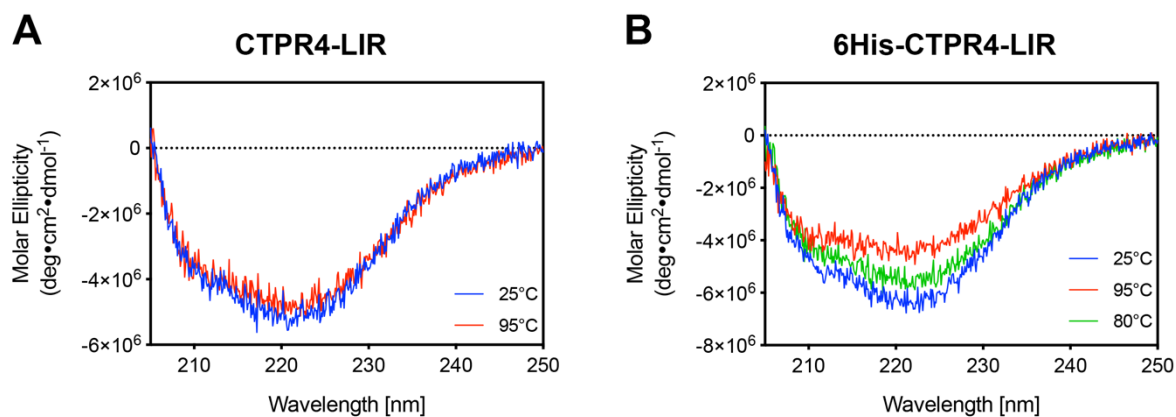 A
CTPR4-LIR
Molar Ellipticity
(deg•cm²•dmol⁻¹)
2×10⁶
0
-2×10⁶
-4×10⁶
-6×10⁶
25°C
95°C
210
220
230
240
250
Wavelength [nm]
B
6His-CTPR4-LIR
Molar Ellipticity
(deg•cm²•dmol⁻¹)
2×10⁶
0
-2×10⁶
-4×10⁶
-6×10⁶
-8×10⁶
25°C
95°C
80°C
210
220
230
240
250
Wavelength [nm]